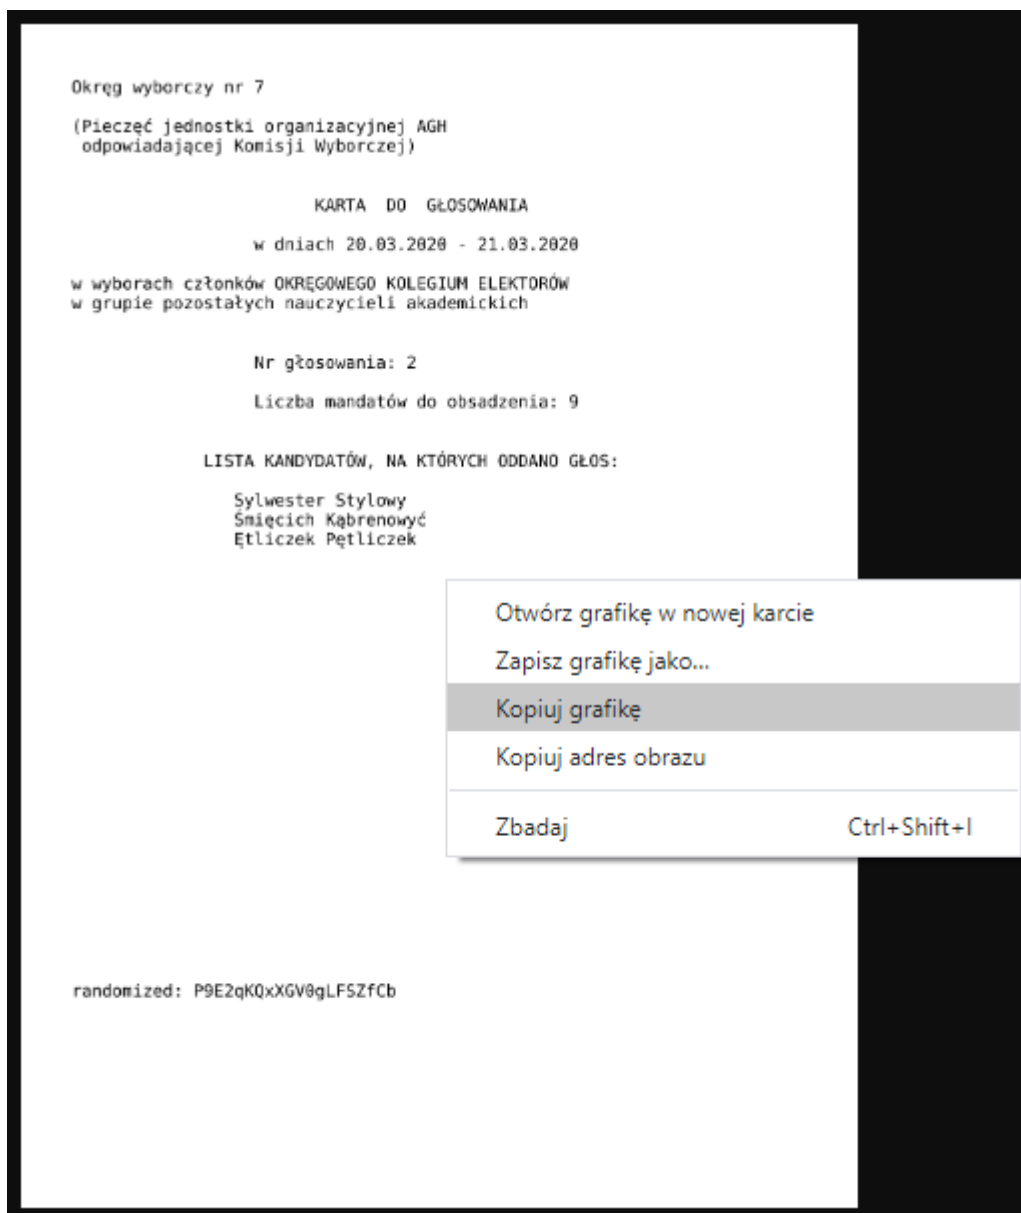 Okręg wyborczy nr 7
(Pieczęć jednostki organizacyjnej AGH
odpowiadającej Komisji Wyborczej)
KARTA DO GŁOSOWANIA
w dniach 20.03.2020 - 21.03.2020
w wyborach członków OKRĘGOWEGO KOLEGIUM ELEKTORÓW
w grupie pozostałych nauczycieli akademickich
Nr głosowania: 2
Liczba mandatów do obsadzenia: 9
LISTA KANDYDATÓW, NA KTÓRYCH ODDANO GŁOS:
Sylwester Stylowy
Śmięcich Kąbrenowyć
Ętliczek Pętliczek
Otwórz grafikę w nowej karcie
Zapisz grafikę jako...
Kopiuj grafikę
Kopiuj adres obrazu
Zbadaj Ctrl+Shift+I
randomized: P9E2qKQxXGV0gLFSZfCb